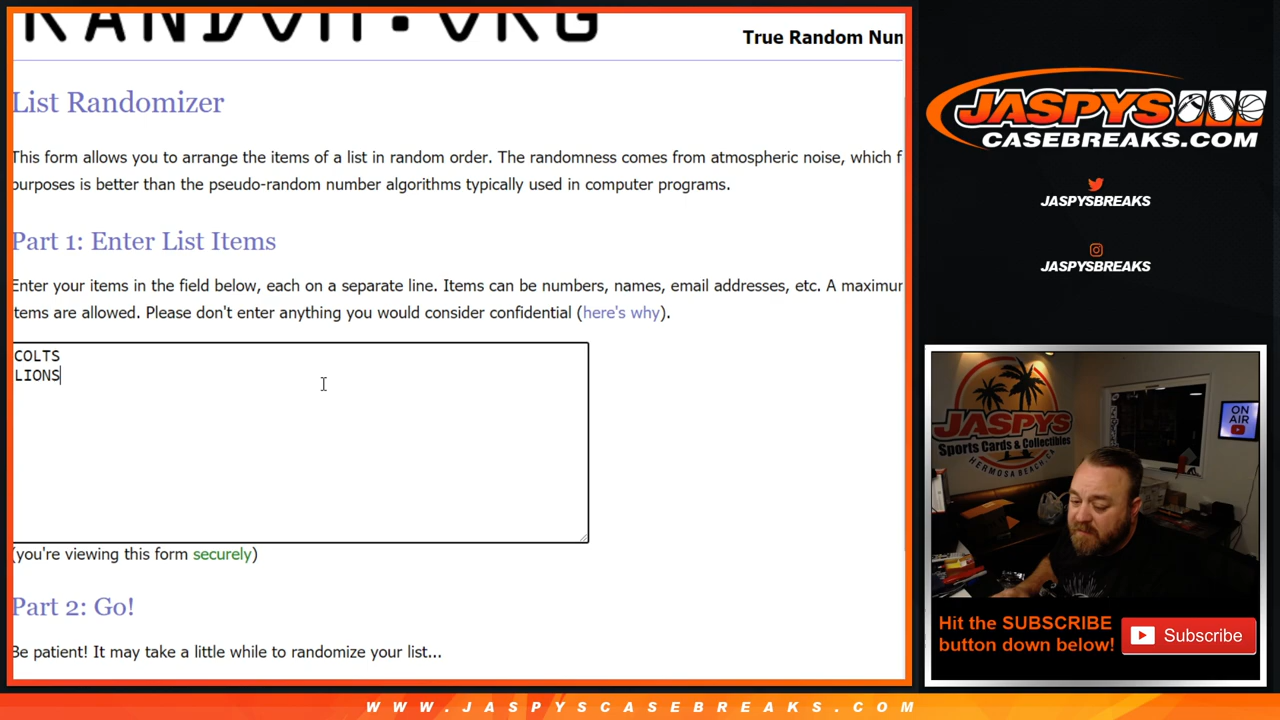 RANDOM.ORG
True Random Num
List Randomizer
This form allows you to arrange the items of a list in random order. The randomness comes from atmospheric noise, which f
purposes is better than the pseudo-random number algorithms typically used in computer programs.
Part 1: Enter List Items
Enter your items in the field below, each on a separate line. Items can be numbers, names, email addresses, etc. A maximum
items are allowed. Please don't enter anything you would consider confidential (here's why).
COLTS
LIONS
(you're viewing this form securely)
Part 2: Go!
Be patient! It may take a little while to randomize your list...
JASPYS
CASEBREAKS.COM
JASPYSBREAKS
JASPYSBREAKS
JASPYS
Sports Cards & Collectibles
HERMOSA BEACH, CA
ON
AIR
Hit the SUBSCRIBE
button down below!
Subscribe
WWW.JASPYSCASEBREAKS.COM